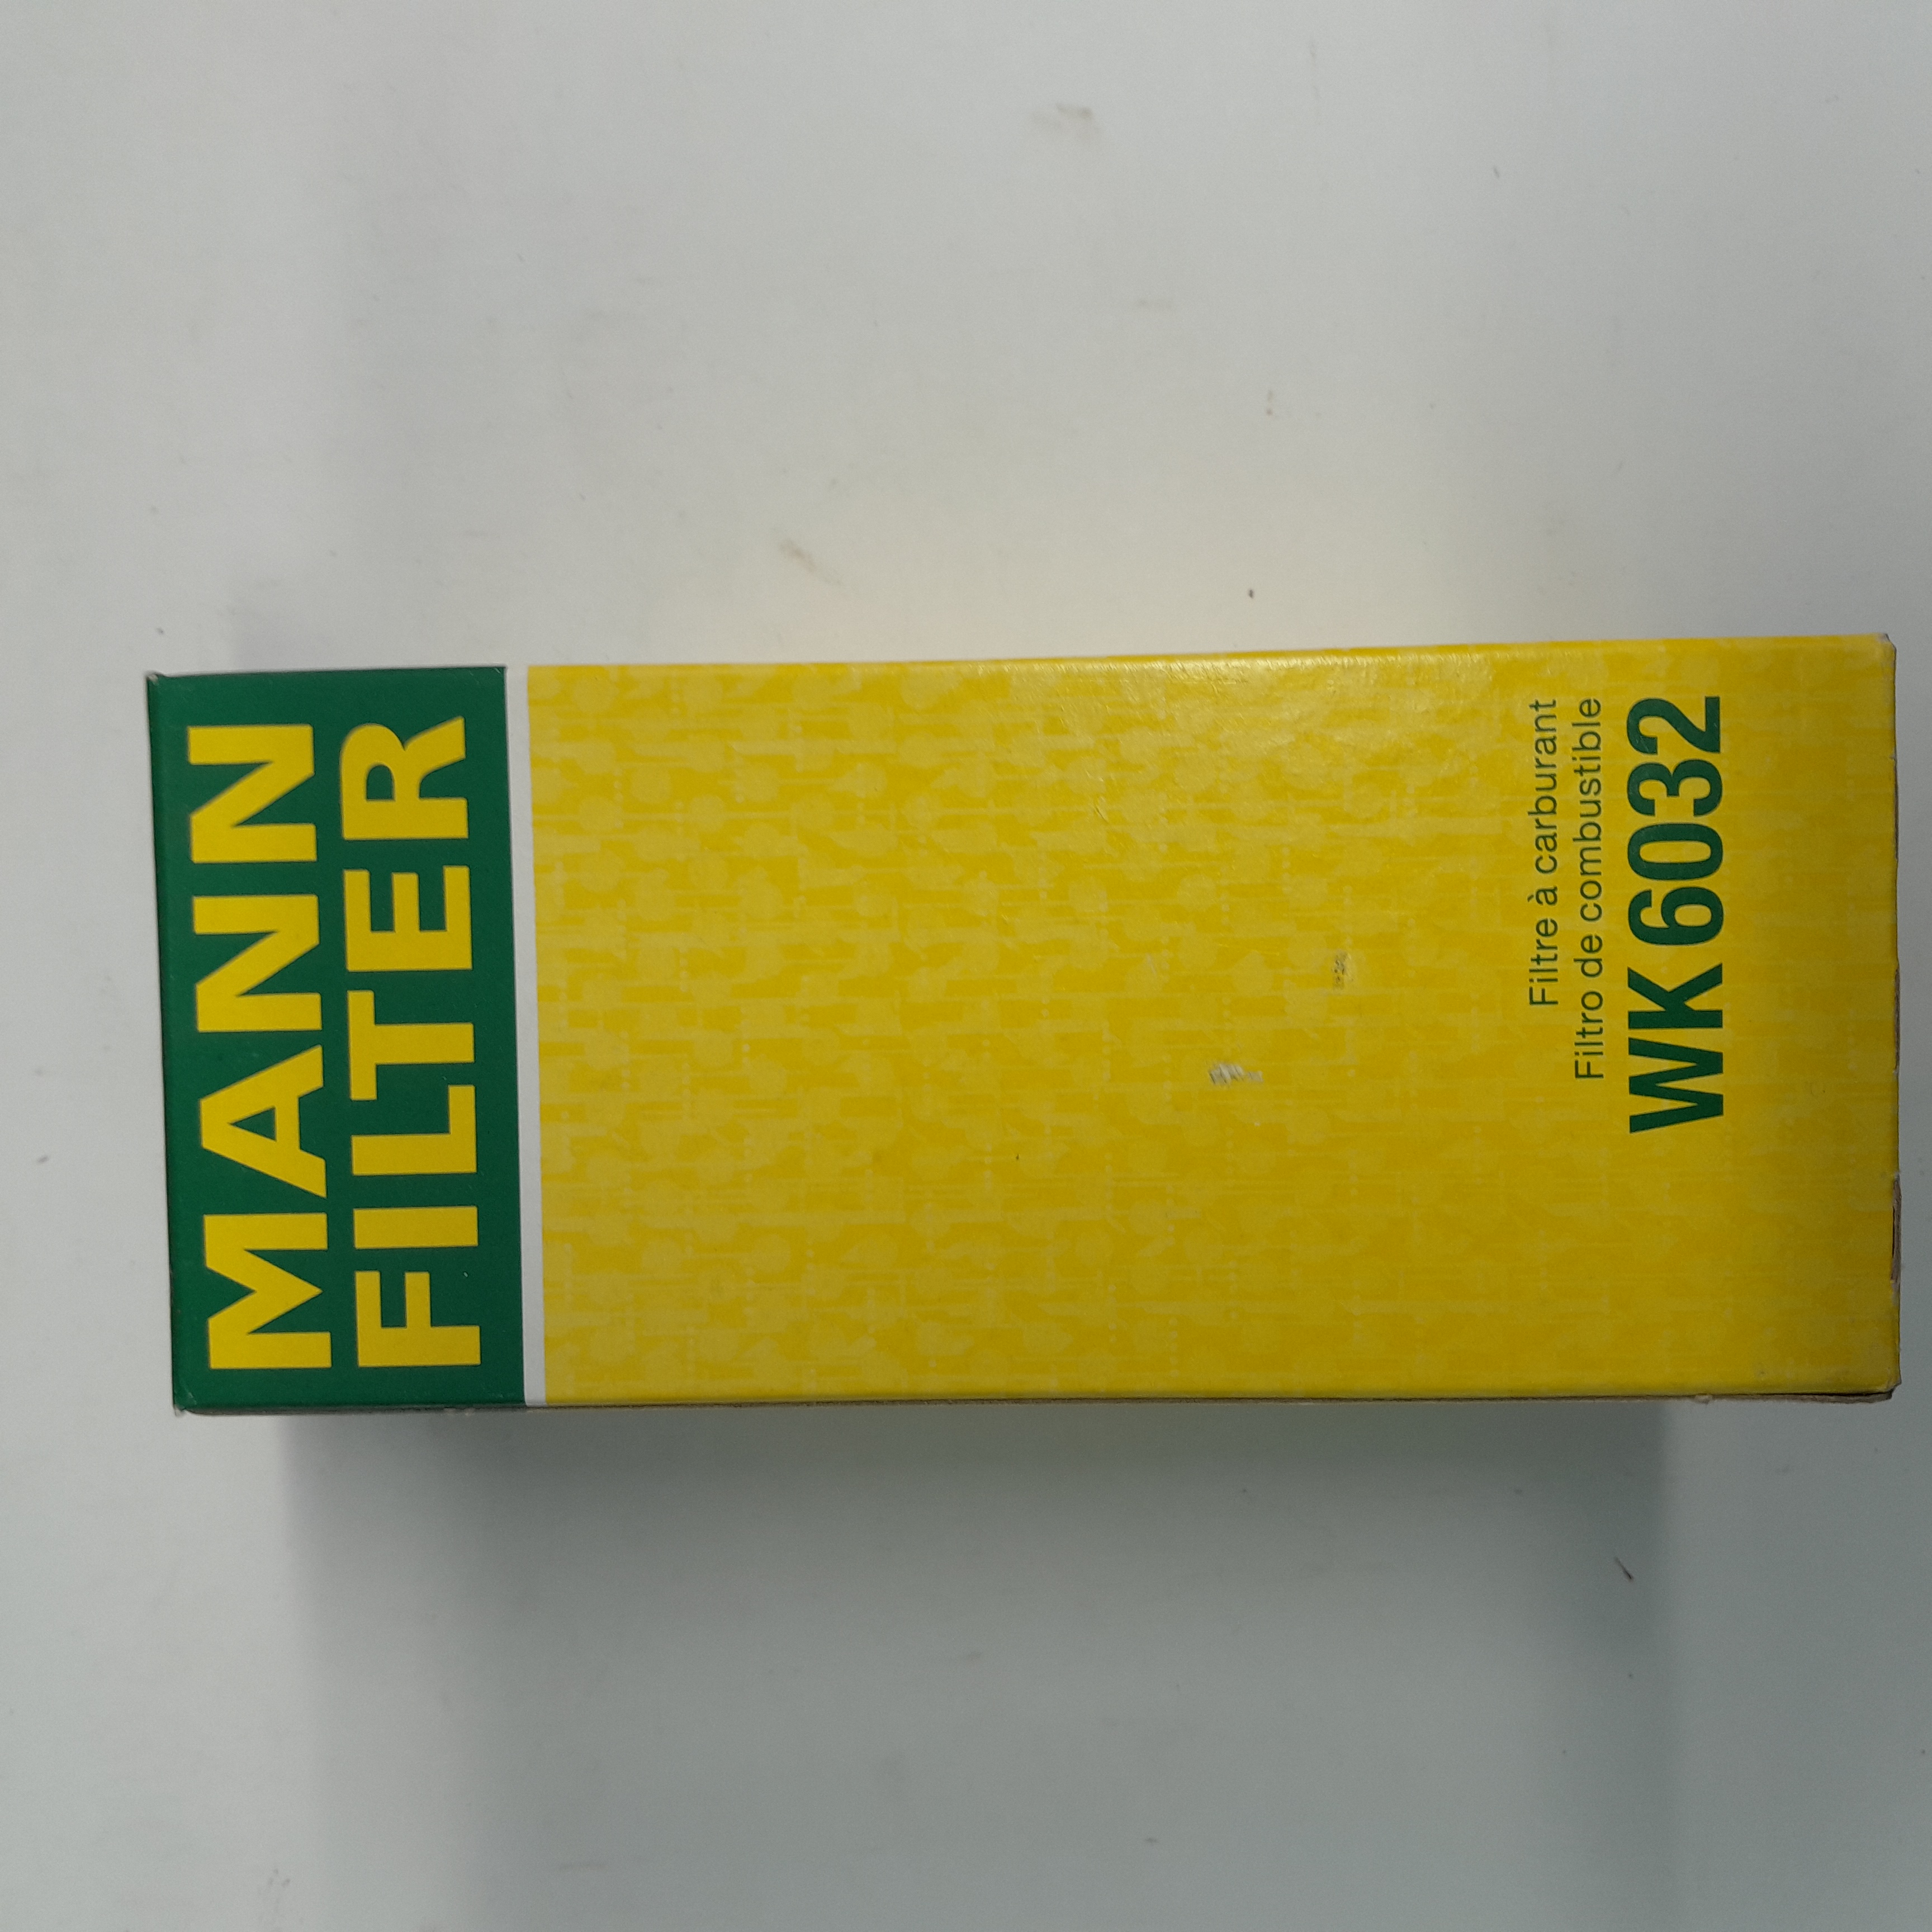 MANN
FILTER
Filtre à carburant
Filtro de combustible
WK 6032